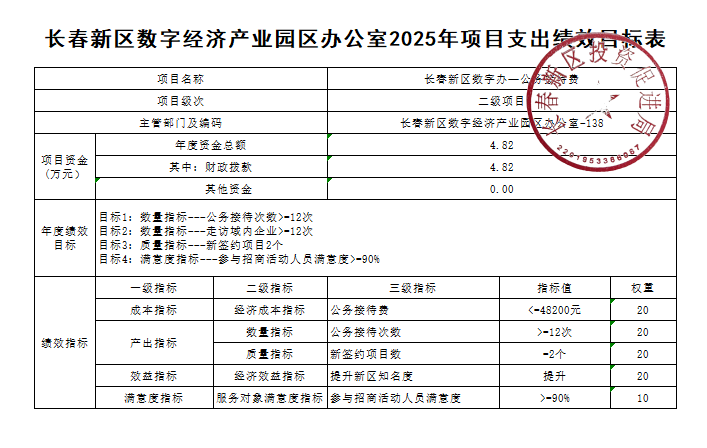 长春新区数字经济产业园区办公室2025年项目支出绩效目标表
项目名称 长春新区数字办—公务接待费
项目级次 二级项目
主管部门及编码 长春新区数字经济产业园区办公室-138
项目资金（万元） 年度资金总额 4.82
其中：财政拨款 4.82
其他资金 0.00
年度绩效目标
目标1：数量指标---公务接待次数>=12次
目标2：数量指标---走访域内企业>=12次
目标3：质量指标---新签约项目2个
目标4：满意度指标---参与招商活动人员满意度>=90%
绩效指标
一级指标 二级指标 三级指标 指标值 权重
成本指标 经济成本指标 公务接待费 <=48200元 20
产出指标 数量指标 公务接待次数 >=12次 20
质量指标 新签约项目数 =2个 20
效益指标 经济效益指标 提升新区知名度 提升 20
满意度指标 服务对象满意度指标 参与招商活动人员满意度 >=90% 10
长春新区投资促进局